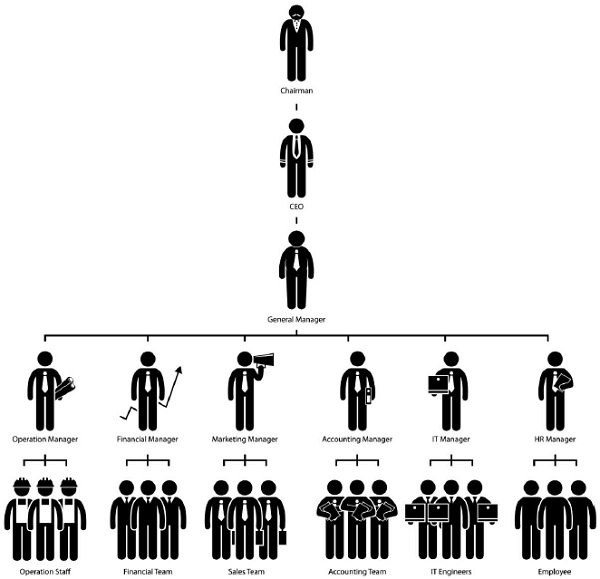 Chairman
CEO
General Manager
Operation Manager
Financial Manager
Marketing Manager
Accounting Manager
IT Manager
HR Manager
Operation Staff
Financial Team
Sales Team
Accounting Team
IT Engineers
Employee